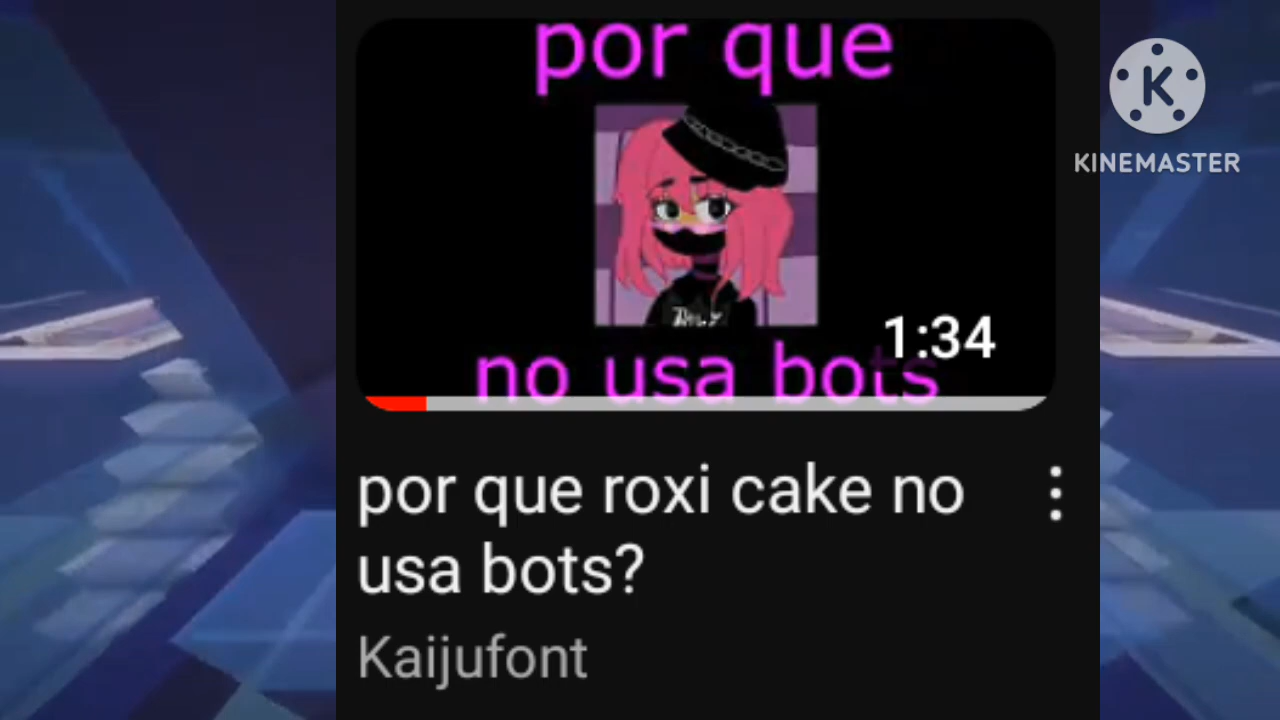 por que
K
KINEMASTER
1:34
no usa bots
por que roxi cake no
usa bots?
Kaijufont